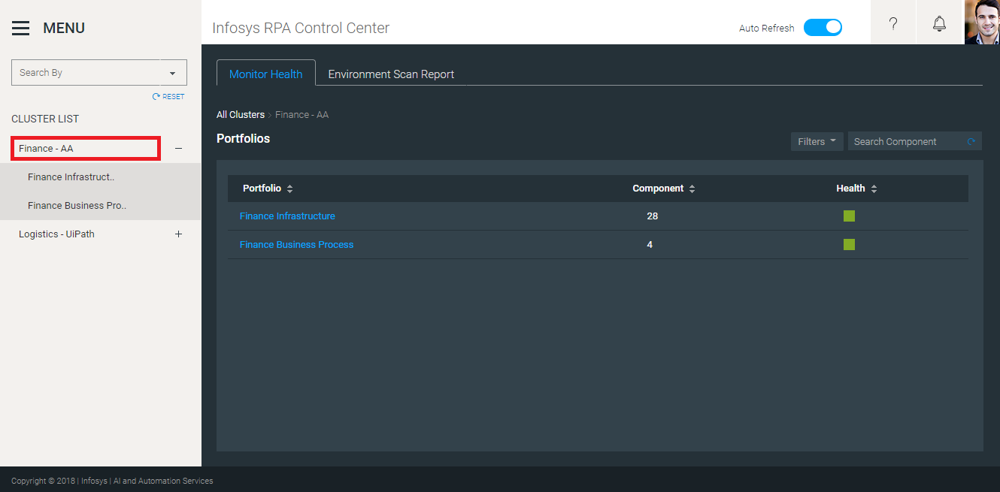 MENU
Infosys RPA Control Center
Auto Refresh
?
Search By
RESET
CLUSTER LIST
Finance - AA
Finance Infrastruct..
Finance Business Pro..
Logistics - UiPath
Monitor Health
Environment Scan Report
All Clusters > Finance - AA
Portfolios
Filters
Search Component
Portfolio Component Health
Finance Infrastructure 28
Finance Business Process 4
Copyright © 2018 | Infosys | AI and Automation Services